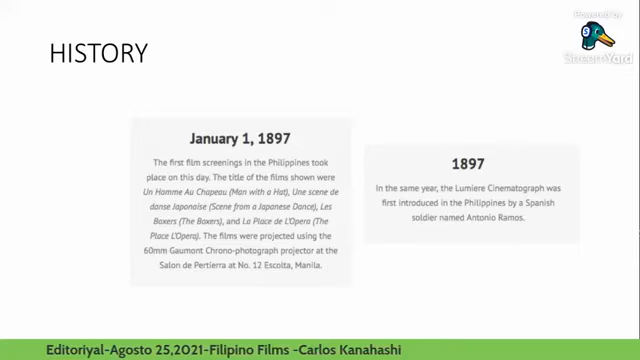 Powered by
StreamYard
HISTORY
January 1, 1897
The first film screenings in the Philippines took
place on this day. The title of the films shown were
Un Homme Au Chapeau (Man with a Hat), Une scene de
danse Japonaise (Scene from a Japanese Dance), Les
Boxers (The Boxers), and La Place de L'Opera (The
Place L'Opera). The films were projected using the
60mm Gaumont Chrono-photograph projector at the
Salon de Pertierra at No. 12 Escolta, Manila.
1897
In the same year, the Lumiere Cinematograph was
first introduced in the Philippines by a Spanish
soldier named Antonio Ramos.
Editoriyal-Agosto 25,2021-Filipino Films -Carlos Kanahashi